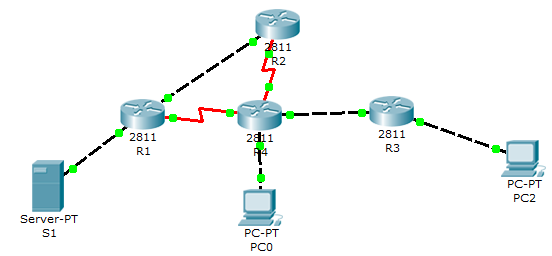 2811
R2
2811
R1
2811
R4
2811
R3
Server-PT
S1
PC-PT
PC0
PC-PT
PC2